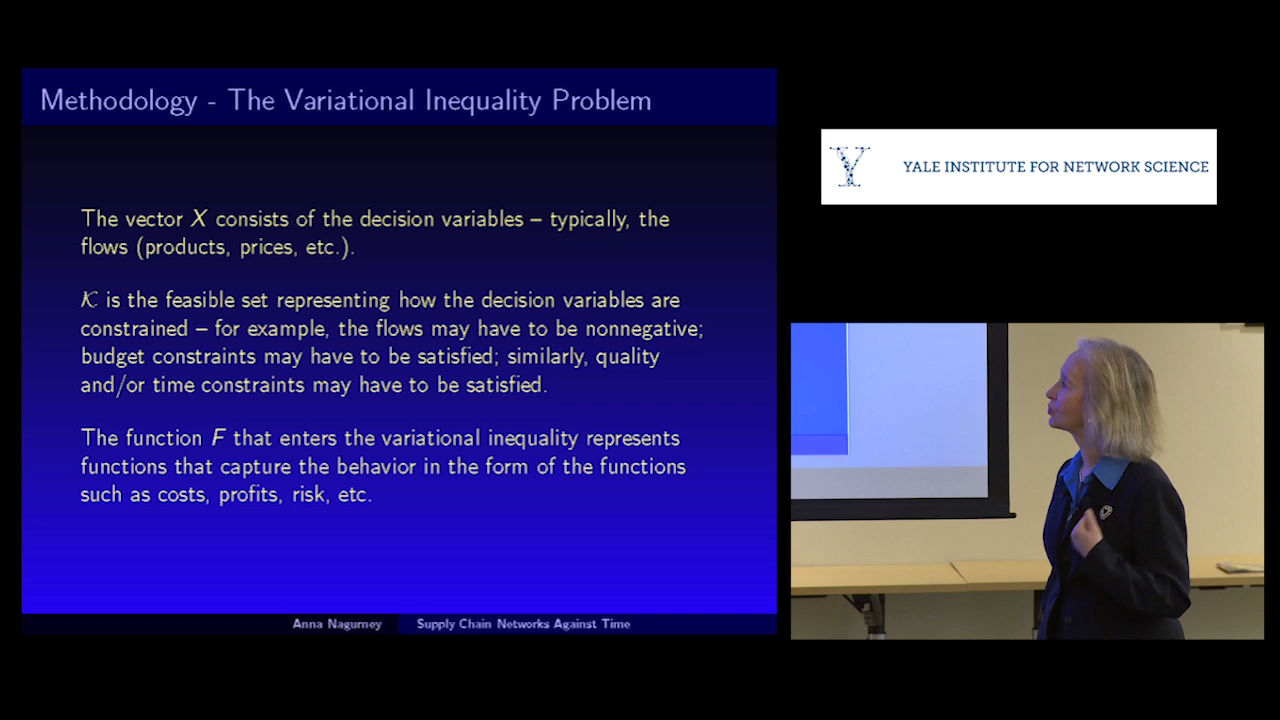 Methodology - The Variational Inequality Problem
The vector X consists of the decision variables – typically, the
flows (products, prices, etc.).
𝒦 is the feasible set representing how the decision variables are
constrained – for example, the flows may have to be nonnegative;
budget constraints may have to be satisfied; similarly, quality
and/or time constraints may have to be satisfied.
The function F that enters the variational inequality represents
functions that capture the behavior in the form of the functions
such as costs, profits, risk, etc.
Anna Nagurney Supply Chain Networks Against Time
Y YALE INSTITUTE FOR NETWORK SCIENCE